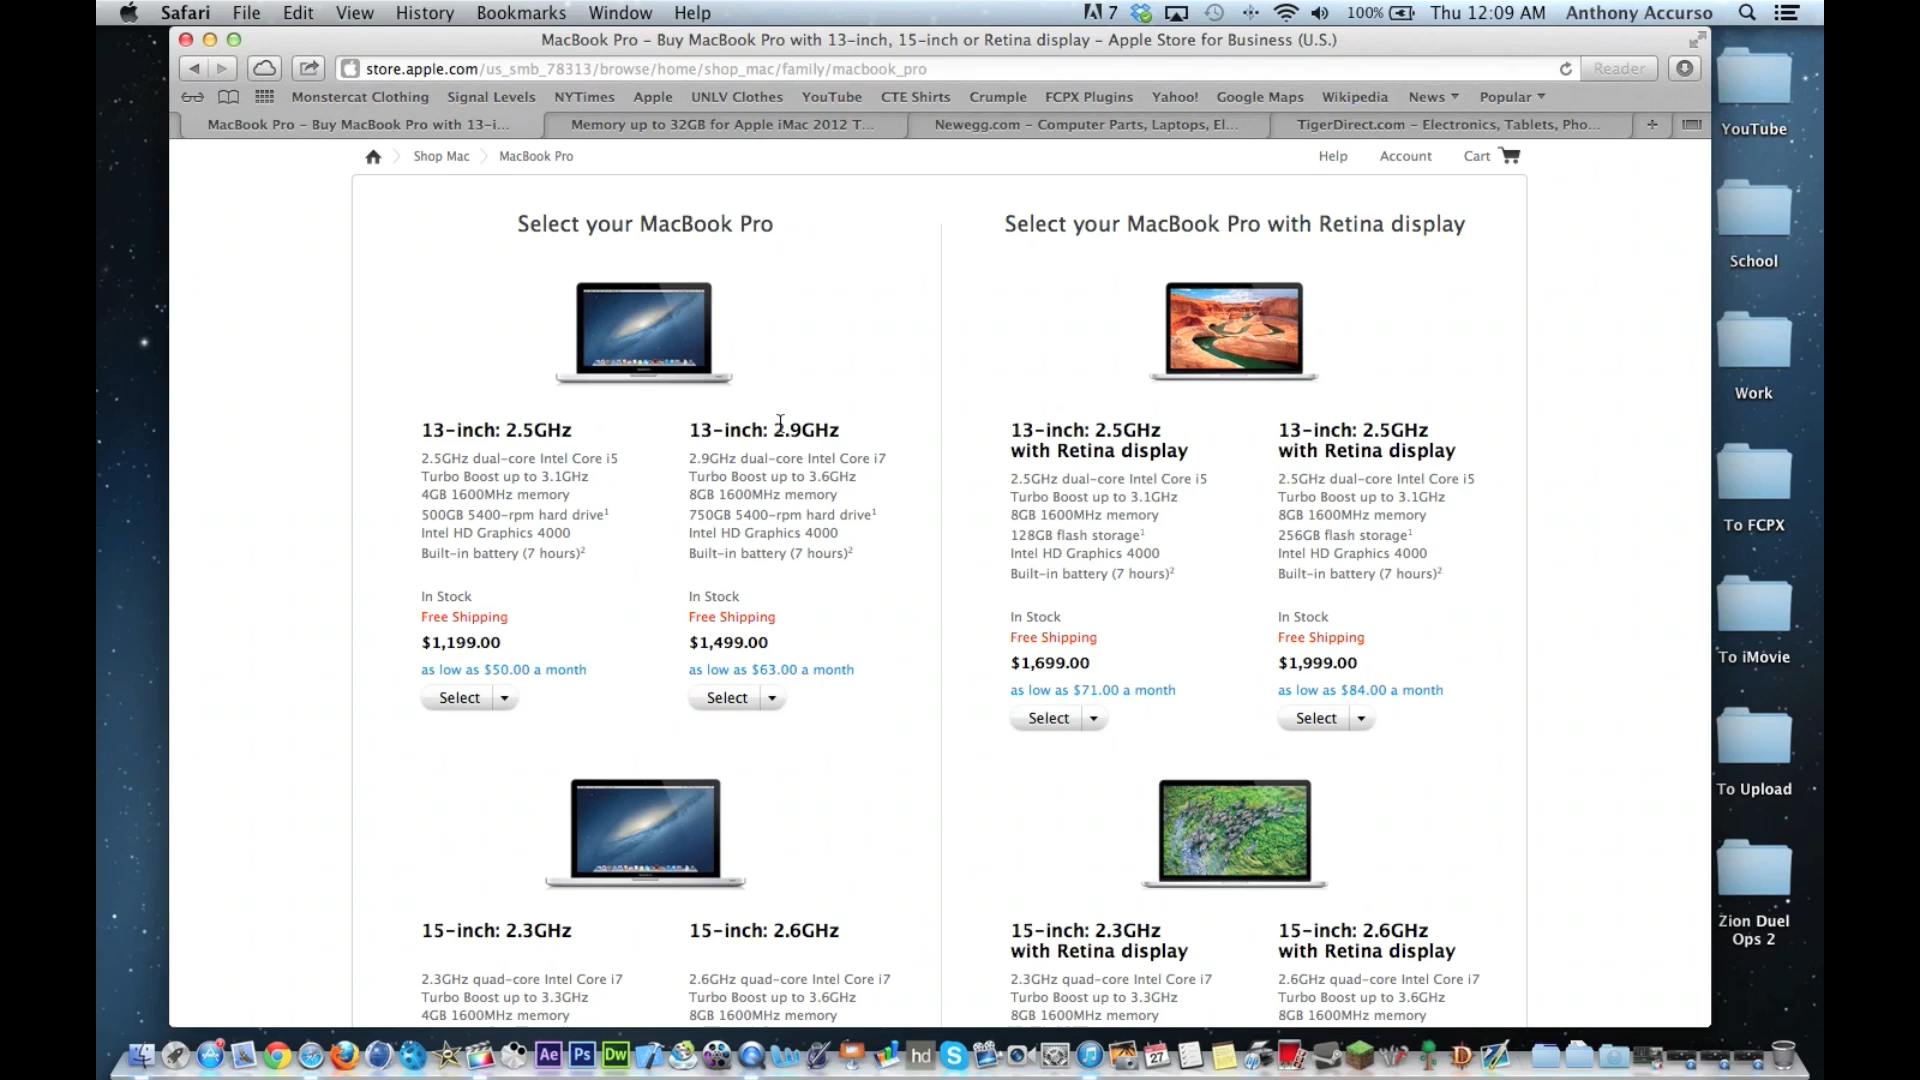 Safari File Edit View History Bookmarks Window Help 7 100% Thu 12:09 AM Anthony Accurso
MacBook Pro – Buy MacBook Pro with 13-inch, 15-inch or Retina display – Apple Store for Business (U.S.)
store.apple.com/us_smb_78313/browse/home/shop_mac/family/macbook_pro Reader
Monstercat Clothing Signal Levels NYTimes Apple UNLV Clothes YouTube CTE Shirts Crumple FCPX Plugins Yahoo! Google Maps Wikipedia News Popular
MacBook Pro – Buy MacBook Pro with 13-i... Memory up to 32GB for Apple iMac 2012 T... Newegg.com – Computer Parts, Laptops, El... TigerDirect.com – Electronics, Tablets, Pho...
Shop Mac MacBook Pro Help Account Cart
Select your MacBook Pro
13-inch: 2.5GHz
2.5GHz dual-core Intel Core i5
Turbo Boost up to 3.1GHz
4GB 1600MHz memory
500GB 5400-rpm hard drive¹
Intel HD Graphics 4000
Built-in battery (7 hours)²
In Stock
Free Shipping
$1,199.00
as low as $50.00 a month
Select
13-inch: 2.9GHz
2.9GHz dual-core Intel Core i7
Turbo Boost up to 3.6GHz
8GB 1600MHz memory
750GB 5400-rpm hard drive¹
Intel HD Graphics 4000
Built-in battery (7 hours)²
In Stock
Free Shipping
$1,499.00
as low as $63.00 a month
Select
15-inch: 2.3GHz
2.3GHz quad-core Intel Core i7
Turbo Boost up to 3.3GHz
4GB 1600MHz memory
15-inch: 2.6GHz
2.6GHz quad-core Intel Core i7
Turbo Boost up to 3.6GHz
8GB 1600MHz memory
Select your MacBook Pro with Retina display
13-inch: 2.5GHz
with Retina display
2.5GHz dual-core Intel Core i5
Turbo Boost up to 3.1GHz
8GB 1600MHz memory
128GB flash storage¹
Intel HD Graphics 4000
Built-in battery (7 hours)²
In Stock
Free Shipping
$1,699.00
as low as $71.00 a month
Select
13-inch: 2.5GHz
with Retina display
2.5GHz dual-core Intel Core i5
Turbo Boost up to 3.1GHz
8GB 1600MHz memory
256GB flash storage¹
Intel HD Graphics 4000
Built-in battery (7 hours)²
In Stock
Free Shipping
$1,999.00
as low as $84.00 a month
Select
15-inch: 2.3GHz
with Retina display
2.3GHz quad-core Intel Core i7
Turbo Boost up to 3.3GHz
8GB 1600MHz memory
15-inch: 2.6GHz
with Retina display
2.6GHz quad-core Intel Core i7
Turbo Boost up to 3.6GHz
8GB 1600MHz memory
YouTube
School
Work
To FCPX
To iMovie
To Upload
Zion Duel
Ops 2
Ae Ps Dw hd 27